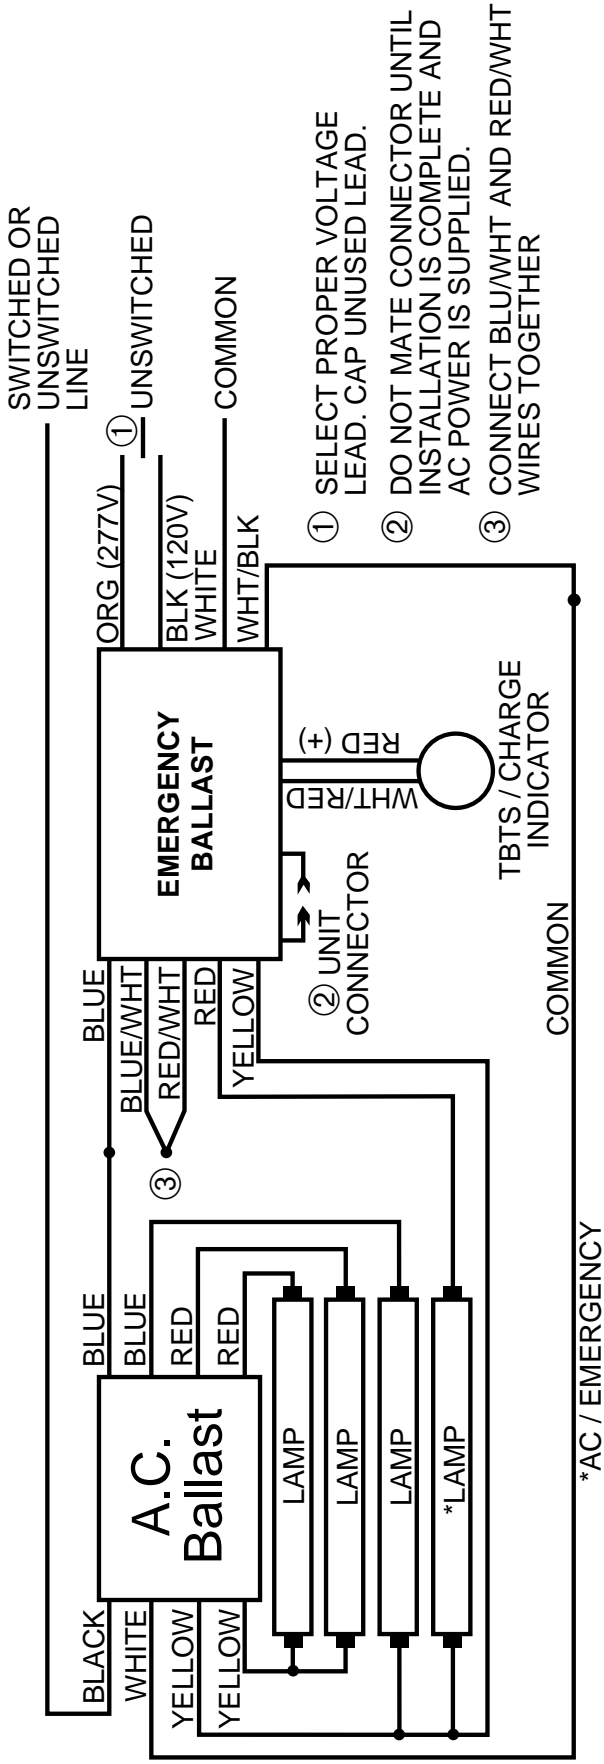 SWITCHED OR
UNSWITCHED
LINE
① UNSWITCHED
COMMON
ORG (277V)
BLK (120V)
WHITE
WHT/BLK
EMERGENCY
BALLAST
BLUE
BLUE/WHT
RED/WHT
RED
YELLOW
③
② UNIT
CONNECTOR
WHT/RED
RED (+)
TBTS / CHARGE
INDICATOR
COMMON
BLUE
BLUE
RED
RED
A.C.
Ballast
BLACK
WHITE
YELLOW
YELLOW
LAMP
LAMP
LAMP
*LAMP
*AC / EMERGENCY
① SELECT PROPER VOLTAGE
LEAD. CAP UNUSED LEAD.
② DO NOT MATE CONNECTOR UNTIL
INSTALLATION IS COMPLETE AND
AC POWER IS SUPPLIED.
③ CONNECT BLU/WHT AND RED/WHT
WIRES TOGETHER